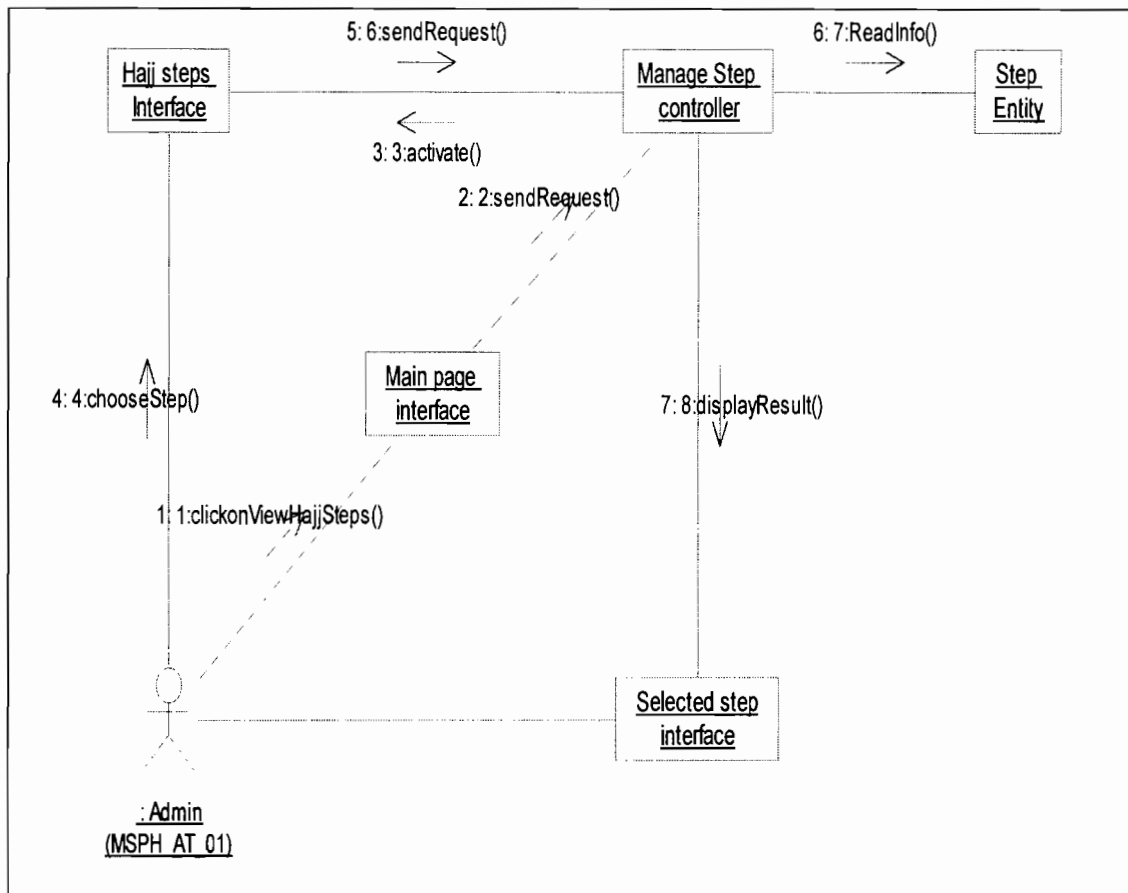 5: 6:sendRequest()
6: 7:ReadInfo()
Hajj steps
Interface
Manage Step
controller
Step
Entity
3: 3:activate()
2: 2:sendRequest()
Main page
interface
4: 4:chooseStep()
7: 8:displayResult()
1: 1:clickonViewHajjSteps()
Selected step
interface
: Admin
(MSPH_AT_01)